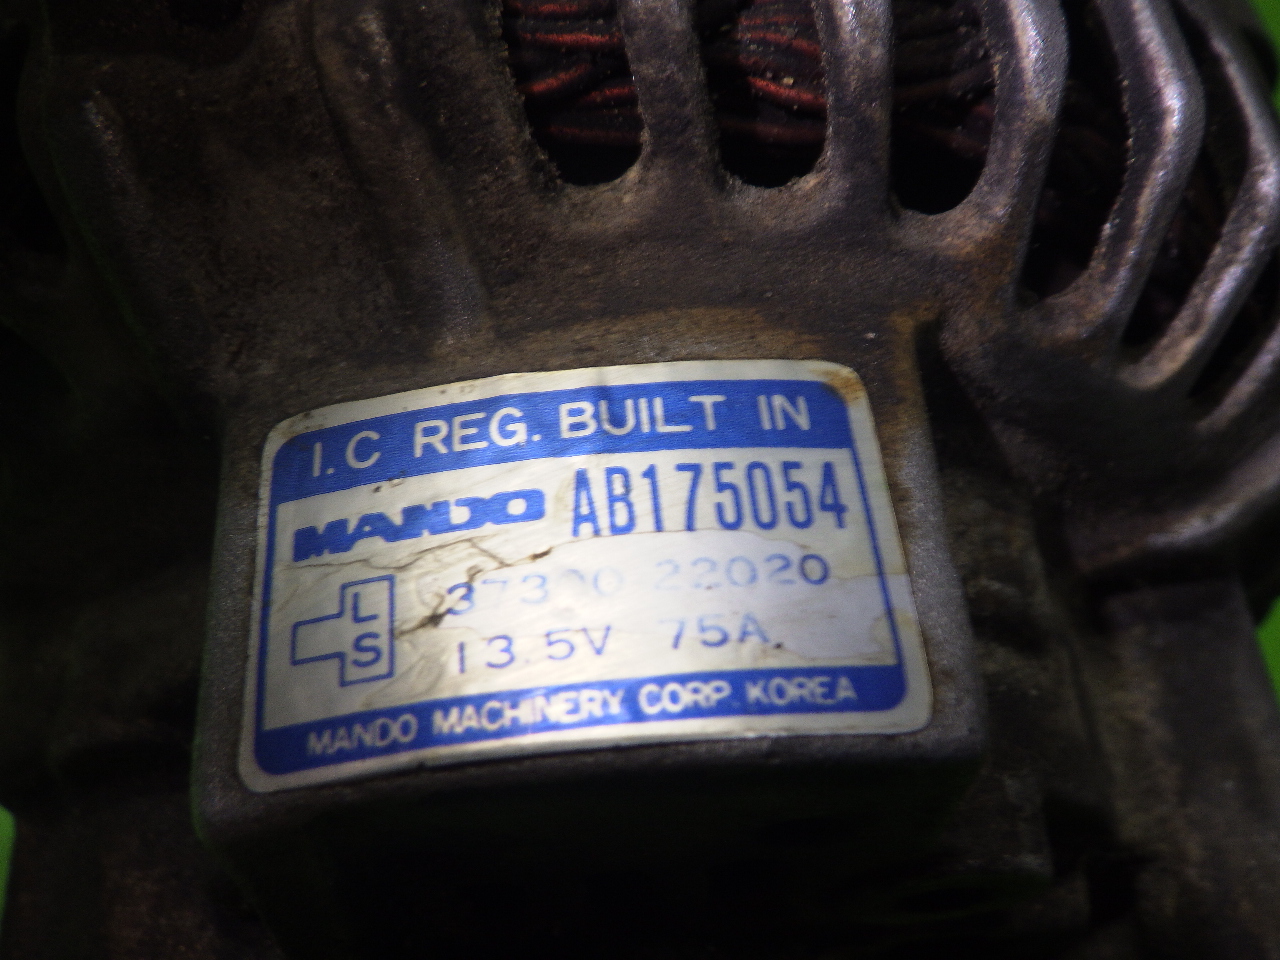 I.C REG. BUILT IN
MANDO AB175054
L 37300 22020
S 13.5V 75A
MANDO MACHINERY CORP. KOREA